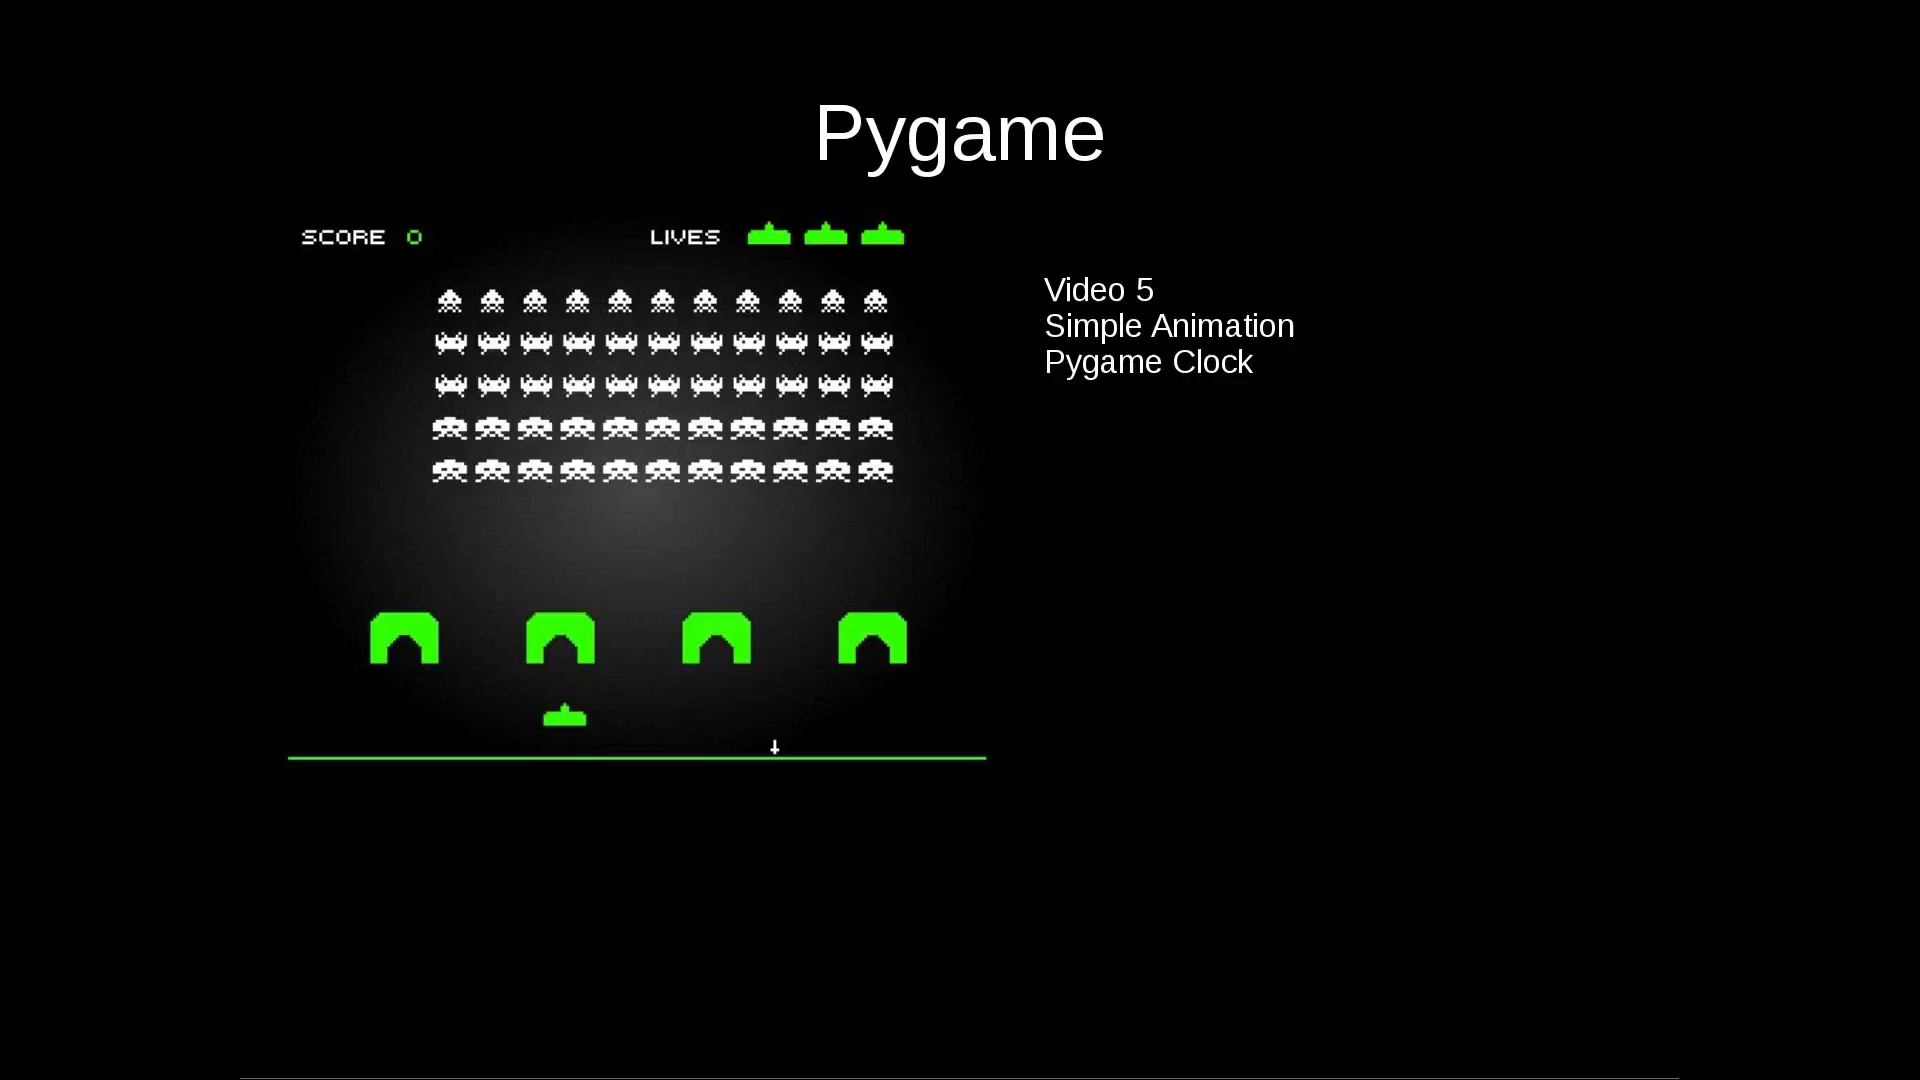 Pygame
SCORE 0
LIVES
Video 5
Simple Animation
Pygame Clock